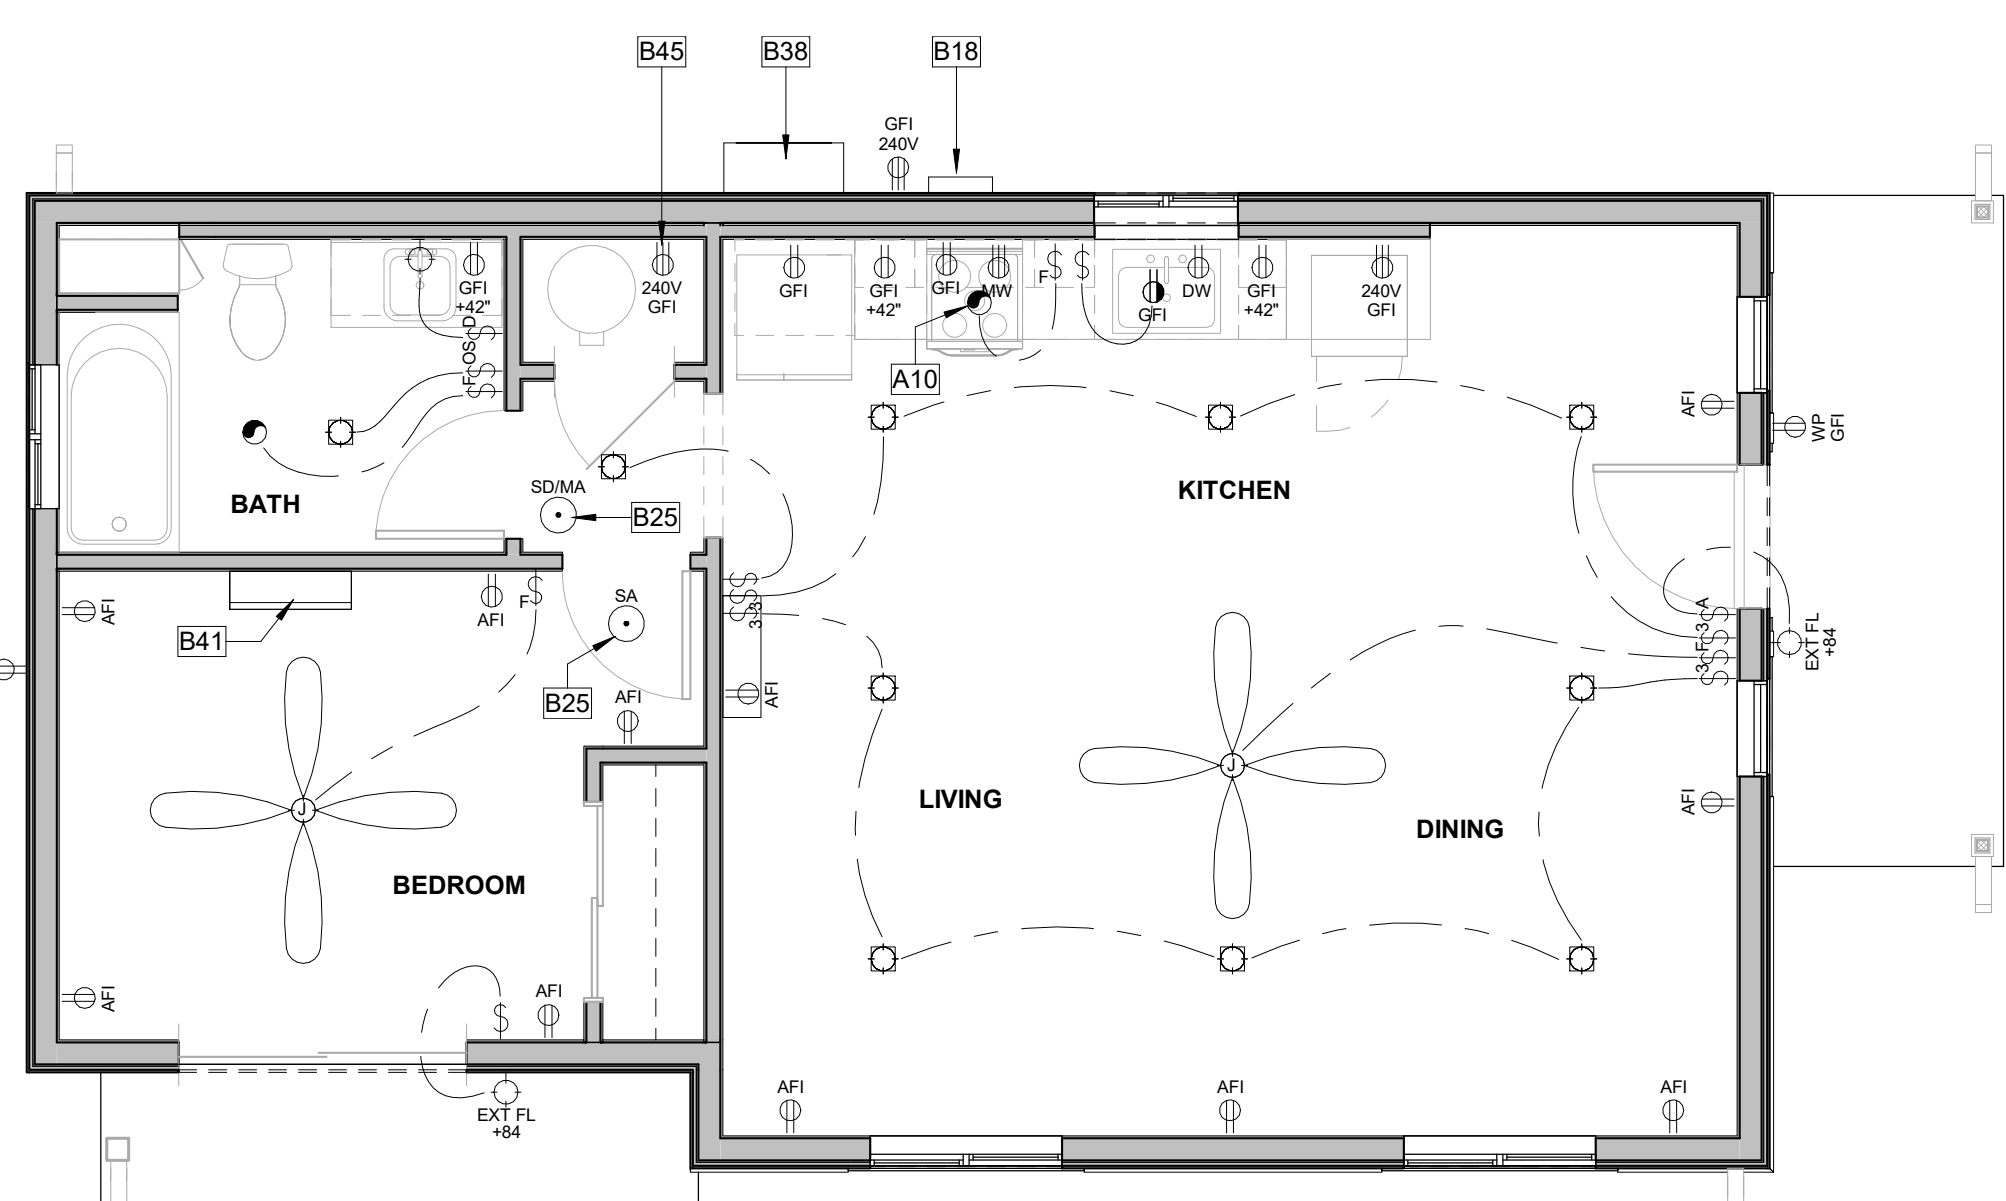 B45
B38
B18
GFI
240V
GFI
+42"
240V
GFI
GFI
GFI
+42"
GFI
MW
F
GFI
DW
GFI
+42"
240V
GFI
D
OS
F
A10
AFI
WP
GFI
BATH
SD/MA
B25
KITCHEN
AFI
AFI
F
SA
3
3
A
3
F
3
EXT FL
+84
B41
B25
AFI
AFI
J
J
LIVING
DINING
AFI
BEDROOM
AFI
AFI
EXT FL
+84
AFI
AFI
AFI